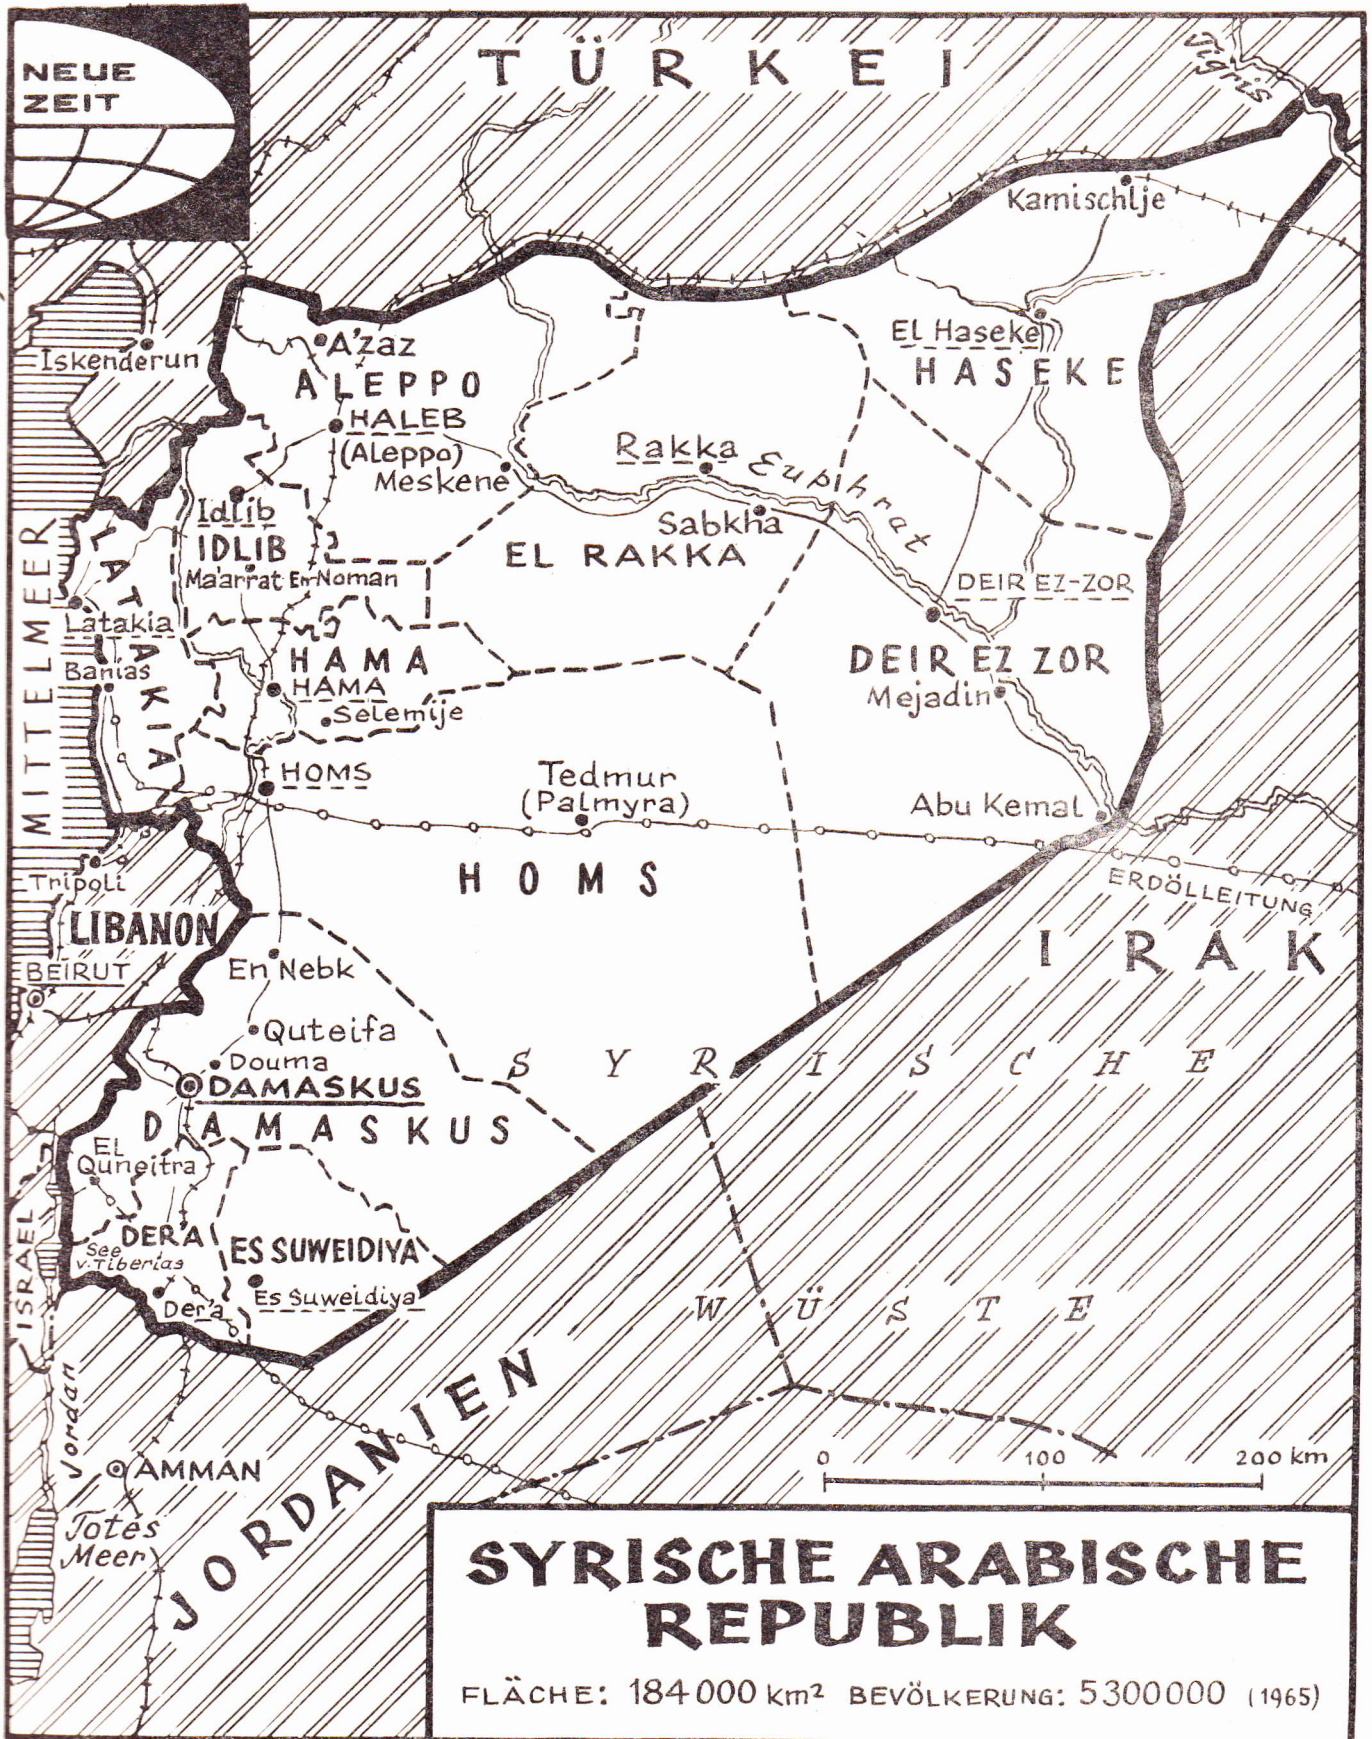 NEUE
ZEIT
TÜRKEI
Tigris
Kamischlje
Iskenderun
A'zaz
ALEPPO
HALEB
(Aleppo)
Meskene
El Haseke
HASEKE
Rakka
Euphrat
Sabkha
EL RAKKA
Idlib
IDLIB
Ma'arrat En-Noman
LATAKIA
Latakia
MITTELMEER
Banias
HAMA
HAMA
Selemije
DEIR EZ-ZOR
DEIR EZ ZOR
Mejadin
HOMS
Tedmur
(Palmyra)
Abu Kemal
HOMS
ERDÖLLEITUNG
Tripoli
LIBANON
BEIRUT
IRAK
En Nebk
Quteifa
Douma
DAMASKUS
DAMASKUS
SYRISCHE
WÜSTE
EL
Quneitra
ISRAEL
DER'A
See
v. Tiberias
Der'a
ES SUWEIDIYA
Es Suweidiya
Jordan
JORDANIEN
AMMAN
Totes
Meer
0 100 200 km
SYRISCHE ARABISCHE
REPUBLIK
FLÄCHE: 184000 km² BEVÖLKERUNG: 5300000 (1965)